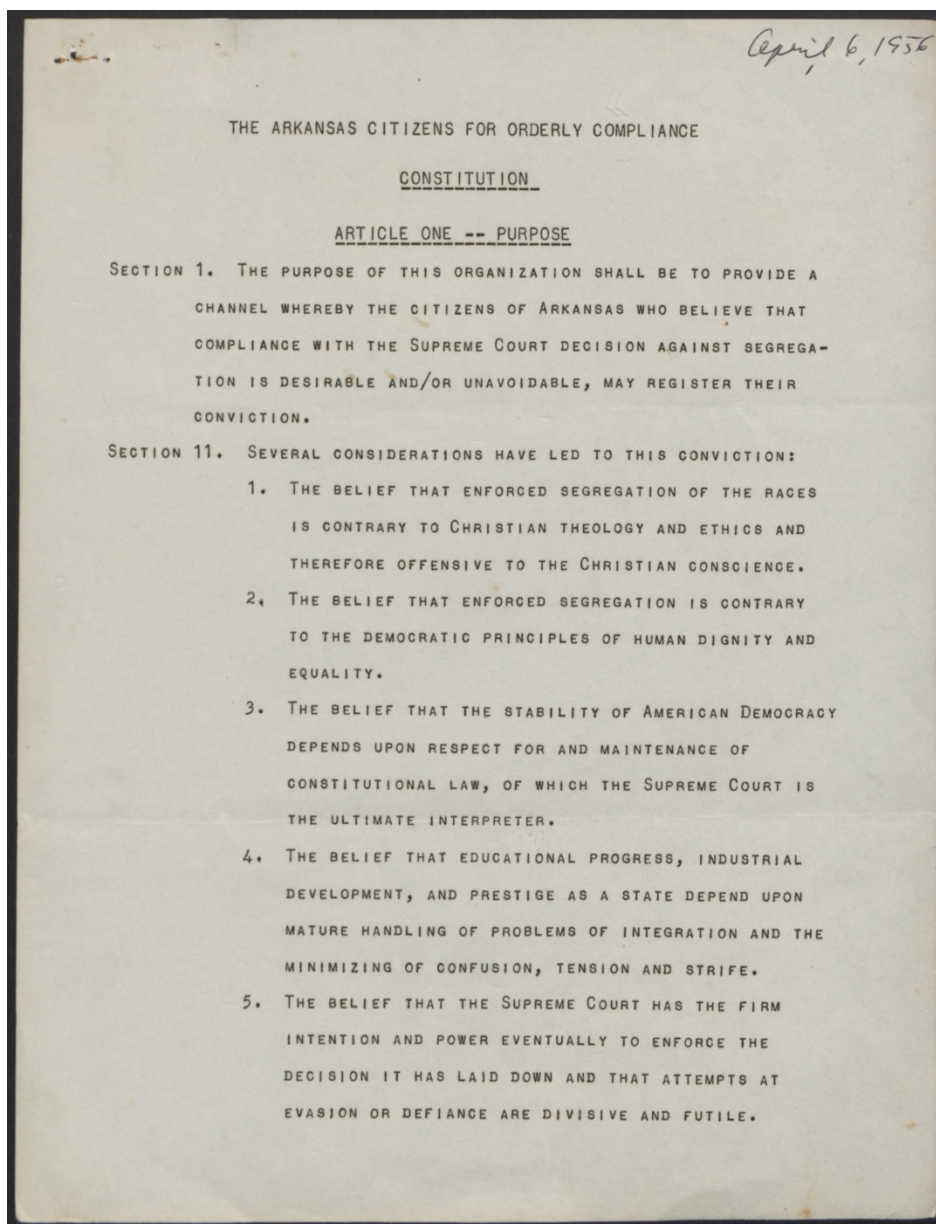 April 6, 1956
THE ARKANSAS CITIZENS FOR ORDERLY COMPLIANCE
CONSTITUTION
ARTICLE ONE -- PURPOSE
SECTION 1. THE PURPOSE OF THIS ORGANIZATION SHALL BE TO PROVIDE A
CHANNEL WHEREBY THE CITIZENS OF ARKANSAS WHO BELIEVE THAT
COMPLIANCE WITH THE SUPREME COURT DECISION AGAINST SEGREGA-
TION IS DESIRABLE AND/OR UNAVOIDABLE, MAY REGISTER THEIR
CONVICTION.
SECTION 11. SEVERAL CONSIDERATIONS HAVE LED TO THIS CONVICTION:
1. THE BELIEF THAT ENFORCED SEGREGATION OF THE RACES
IS CONTRARY TO CHRISTIAN THEOLOGY AND ETHICS AND
THEREFORE OFFENSIVE TO THE CHRISTIAN CONSCIENCE.
2. THE BELIEF THAT ENFORCED SEGREGATION IS CONTRARY
TO THE DEMOCRATIC PRINCIPLES OF HUMAN DIGNITY AND
EQUALITY.
3. THE BELIEF THAT THE STABILITY OF AMERICAN DEMOCRACY
DEPENDS UPON RESPECT FOR AND MAINTENANCE OF
CONSTITUTIONAL LAW, OF WHICH THE SUPREME COURT IS
THE ULTIMATE INTERPRETER.
4. THE BELIEF THAT EDUCATIONAL PROGRESS, INDUSTRIAL
DEVELOPMENT, AND PRESTIGE AS A STATE DEPEND UPON
MATURE HANDLING OF PROBLEMS OF INTEGRATION AND THE
MINIMIZING OF CONFUSION, TENSION AND STRIFE.
5. THE BELIEF THAT THE SUPREME COURT HAS THE FIRM
INTENTION AND POWER EVENTUALLY TO ENFORCE THE
DECISION IT HAS LAID DOWN AND THAT ATTEMPTS AT
EVASION OR DEFIANCE ARE DIVISIVE AND FUTILE.